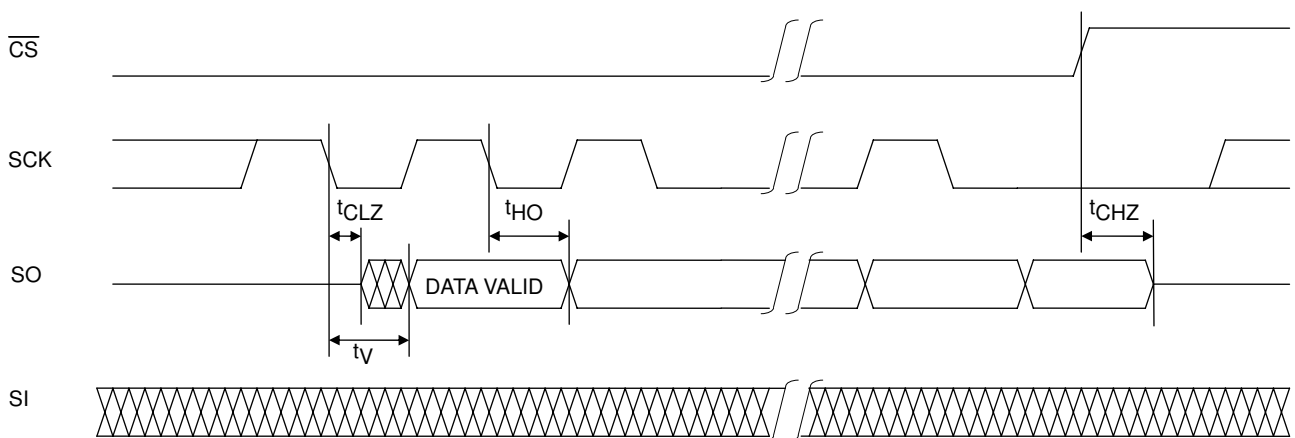 CS
SCK
tCLZ
tHO
tCHZ
SO
DATA VALID
tV
SI